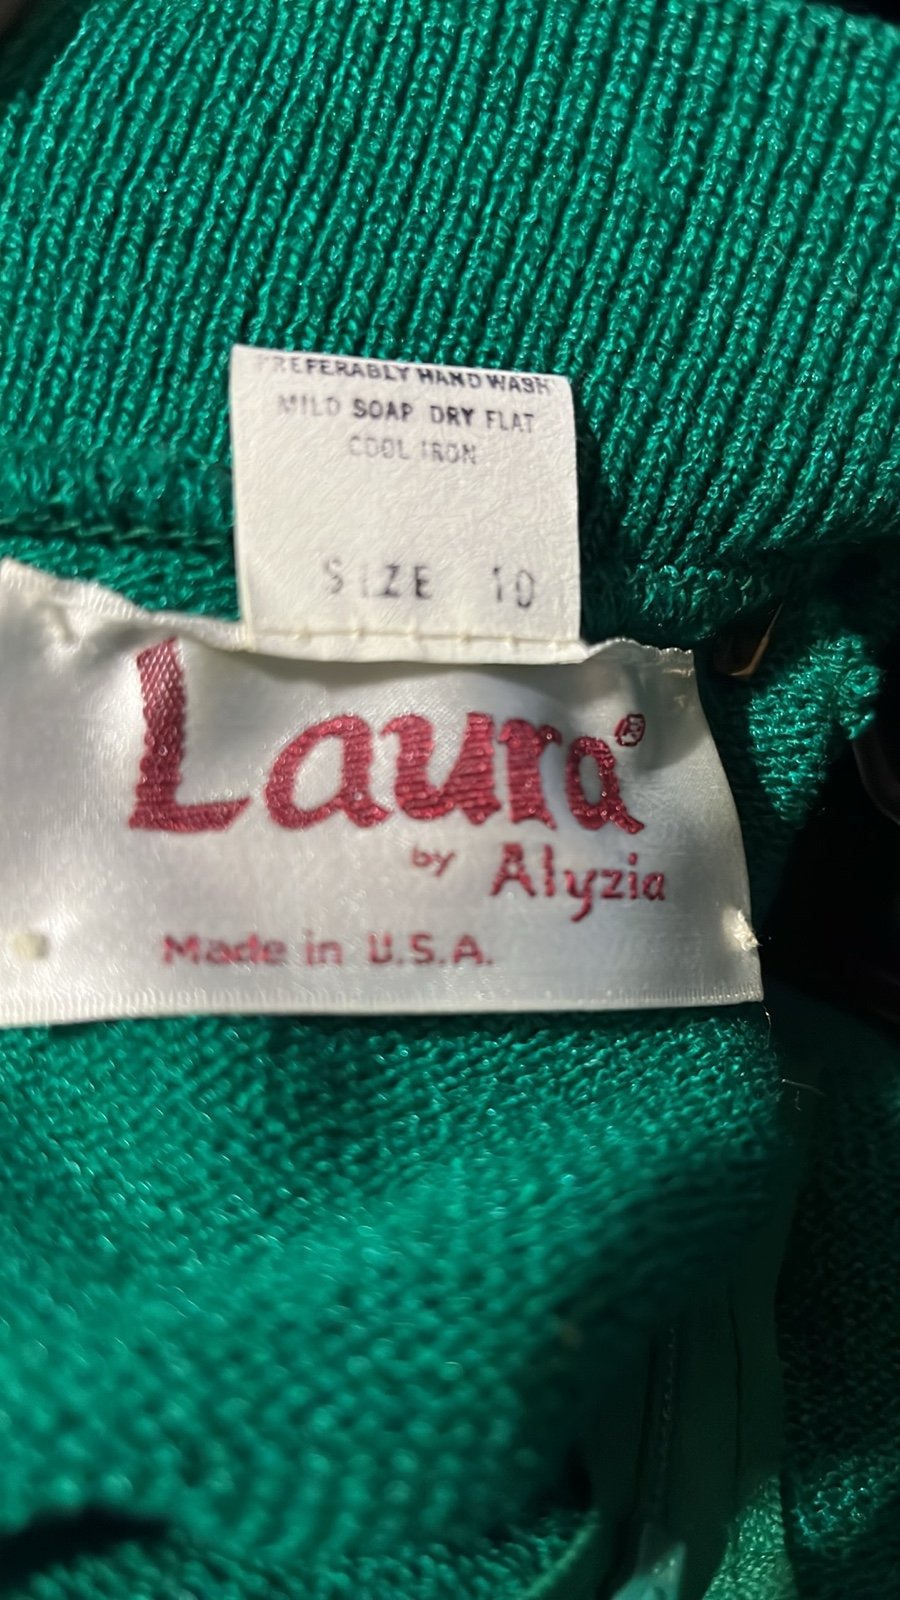 PREFERABLY HAND WASH
MILD SOAP DRY FLAT
COOL IRON
SIZE 10
Laura®
by Alyzia
Made in U.S.A.